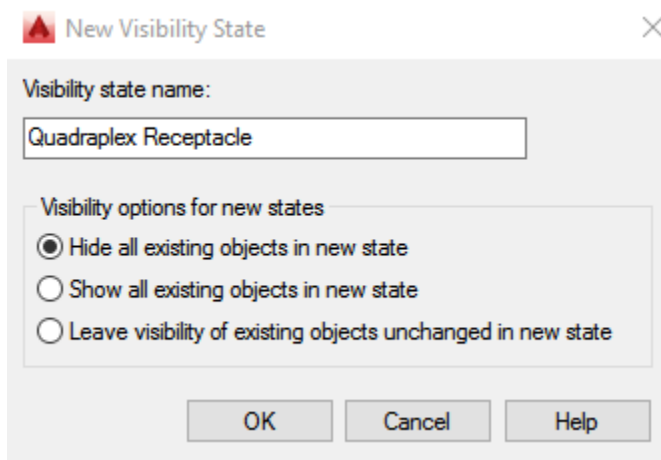 New Visibility State
Visibility state name:
Quadraplex Receptacle
Visibility options for new states
Hide all existing objects in new state
Show all existing objects in new state
Leave visibility of existing objects unchanged in new state
OK Cancel Help